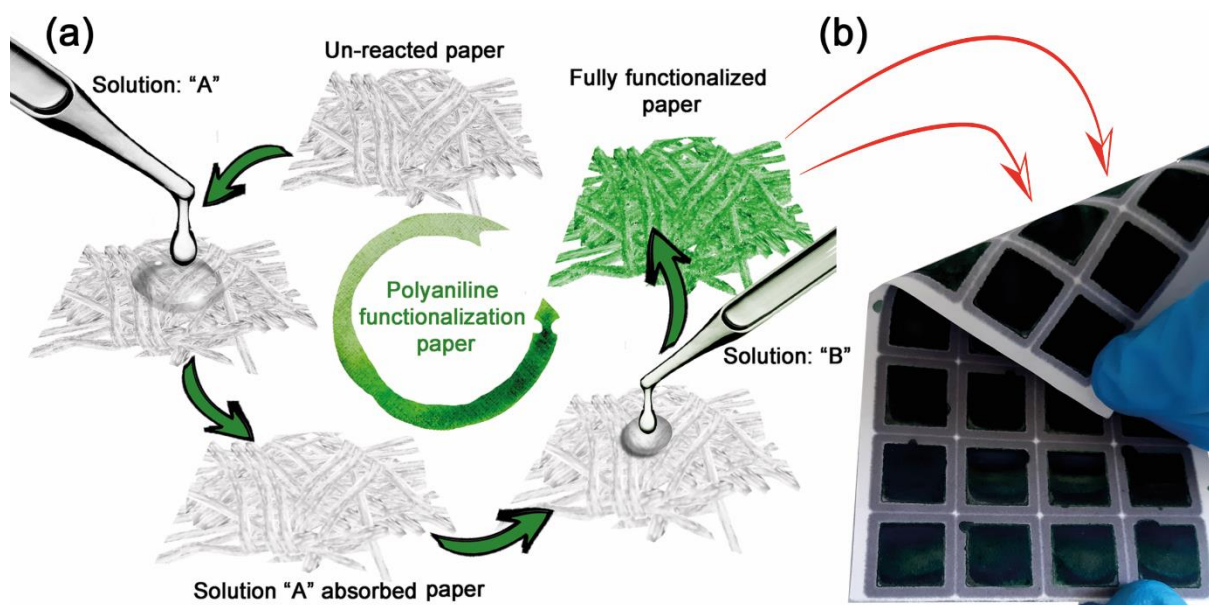 (a)
Un-reacted paper
Solution: “A”
Fully functionalized
paper
(b)
Polyaniline
functionalization
paper
Solution: “B”
Solution “A” absorbed paper